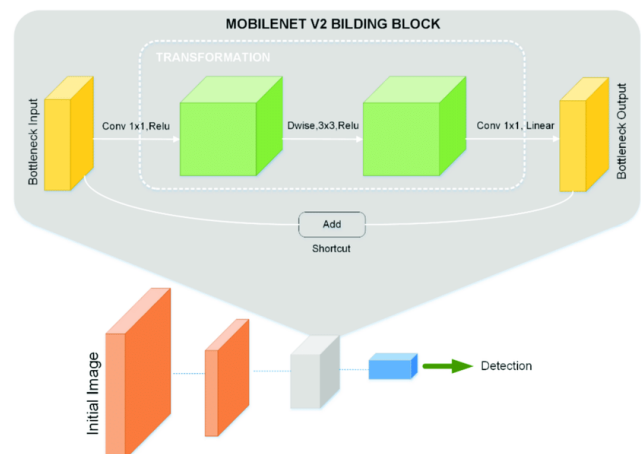 MOBILENET V2 BILDING BLOCK
TRANSFORMATION
Bottleneck Input
Conv 1x1,Relu
Dwise,3x3,Relu
Conv 1x1, Linear
Bottleneck Output
Add
Shortcut
Initial Image
Detection